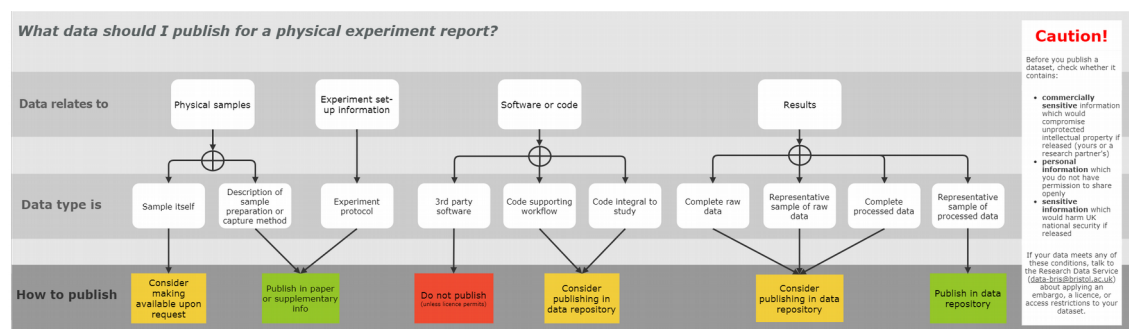 What data should I publish for a physical experiment report?
Data relates to
Physical samples
Experiment set-
up information
Software or code
Results
Data type is
Sample itself
Description of
sample
preparation or
capture method
Experiment
protocol
3rd party
software
Code supporting
workflow
Code integral to
study
Complete raw
data
Representative
sample of raw
data
Complete
processed data
Representative
sample of
processed data
How to publish
Consider
making
available upon
request
Publish in paper
or supplementary
info
Do not publish
(unless licence permits)
Consider
publishing in
data repository
Consider
publishing in data
repository
Publish in data
repository
Caution!
Before you publish a
dataset, check whether it
contains:
• commercially
sensitive information
which would
compromise
unprotected
intellectual property if
released (yours or a
research partner's)
• personal
information which
you do not have
permission to share
openly
• sensitive
information which
would harm UK
national security if
released
If your data meets any of
these conditions, talk to
the Research Data Service
(data-bris@bristol.ac.uk)
about applying an
embargo, a licence, or
access restrictions to your
dataset.